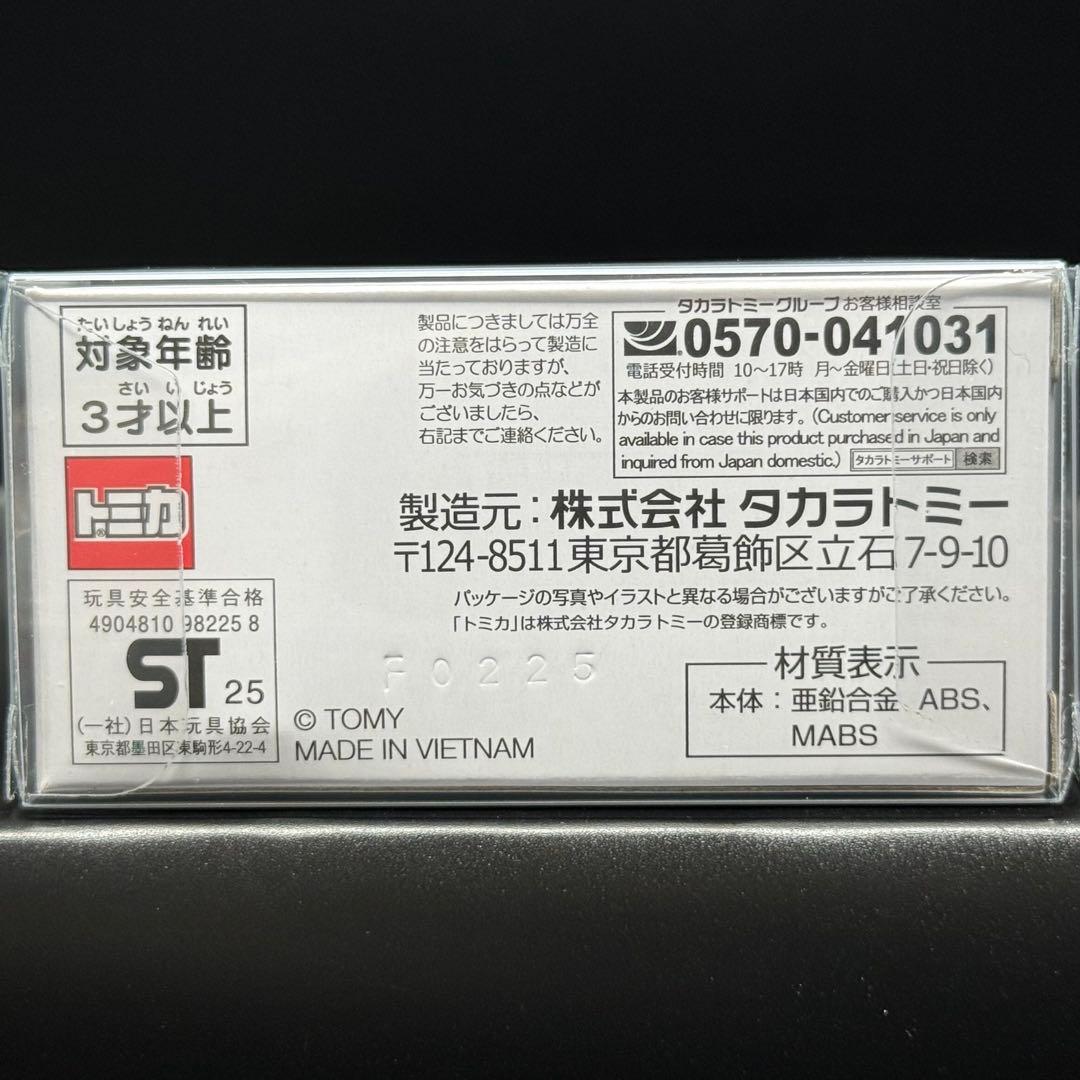 たいしょう ねん れい
対象年齢
さい い じょう
3才以上
トミカ®
玩具安全基準合格
4904810 98225 8
ST 25
(一社)日本玩具協会
東京都墨田区東駒形4-22-4
製品につきましては万全
の注意をはらって製造に
当たっておりますが、
万一お気づきの点などが
ございましたら、
右記までご連絡ください。
タカラトミーグループ お客様相談室
0570-041031
電話受付時間 10〜17時 月〜金曜日(土日・祝日除く)
本製品のお客様サポートは日本国内でのご購入かつ日本国内
からのお問い合わせに限ります。(Customer service is only
available in case this product purchased in Japan and
inquired from Japan domestic.) タカラトミーサポート 検索
製造元:株式会社 タカラトミー
〒124-8511 東京都葛飾区立石7-9-10
パッケージの写真やイラストと異なる場合がございますがご了承ください。
「トミカ」は株式会社タカラトミーの登録商標です。
F0225
© TOMY
MADE IN VIETNAM
材質表示
本体:亜鉛合金、ABS、
MABS